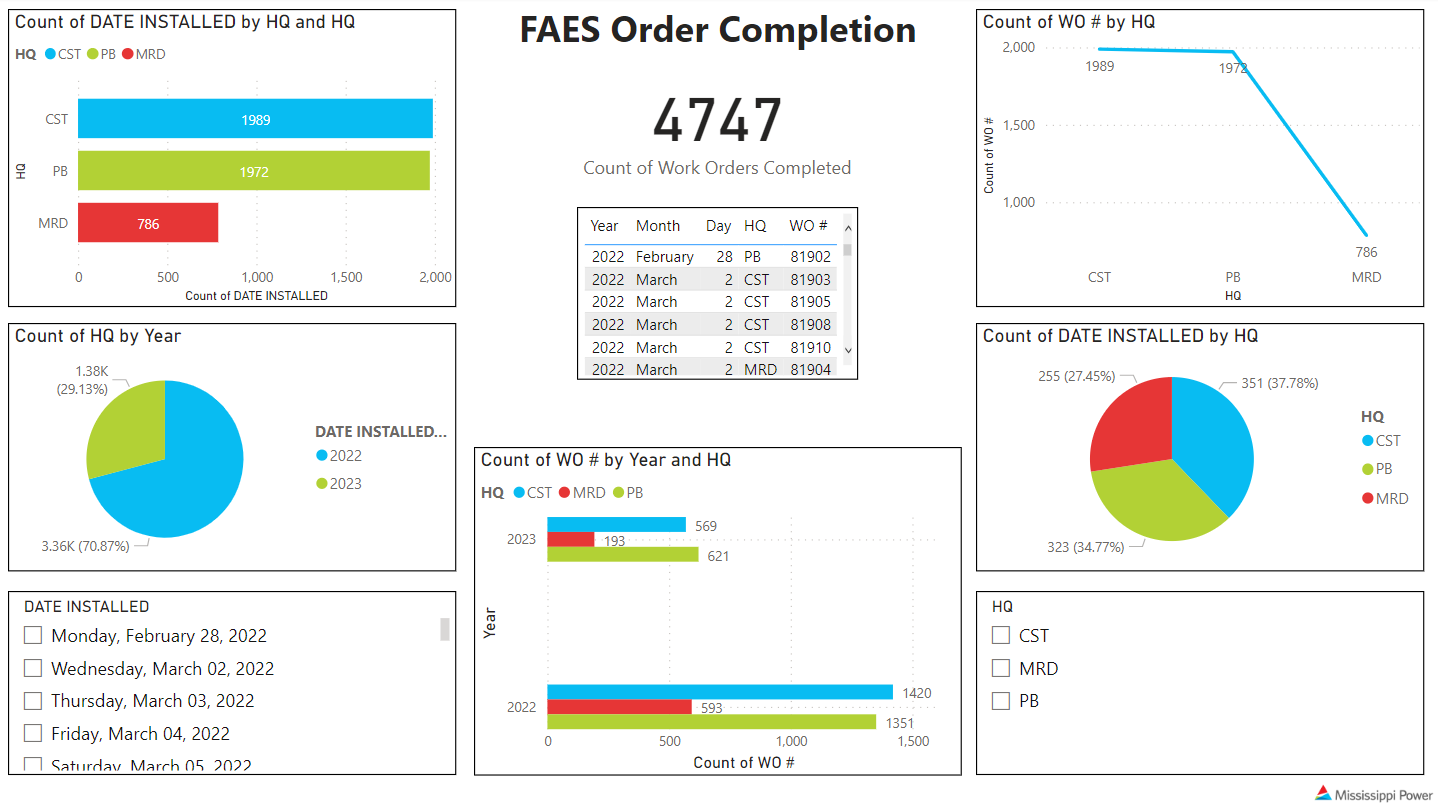 Count of DATE INSTALLED by HQ and HQ
HQ CST PB MRD
CST 1989
PB 1972
MRD 786
HQ
0 500 1,000 1,500 2,000
Count of DATE INSTALLED
FAES Order Completion
4747
Count of Work Orders Completed
Year Month Day HQ WO #
2022 February 28 PB 81902
2022 March 2 CST 81903
2022 March 2 CST 81905
2022 March 2 CST 81908
2022 March 2 CST 81910
2022 March 2 MRD 81904
Count of WO # by HQ
2,000
1989
1972
1,500
1,000
786
Count of WO #
CST PB MRD
HQ
Count of HQ by Year
1.38K
(29.13%)
3.36K (70.87%)
DATE INSTALLED...
2022
2023
Count of WO # by Year and HQ
HQ CST MRD PB
2023
569
193
621
Year
2022
1420
593
1351
0 500 1,000 1,500
Count of WO #
Count of DATE INSTALLED by HQ
255 (27.45%)
351 (37.78%)
323 (34.77%)
HQ
CST
PB
MRD
DATE INSTALLED
Monday, February 28, 2022
Wednesday, March 02, 2022
Thursday, March 03, 2022
Friday, March 04, 2022
Saturday, March 05, 2022
HQ
CST
MRD
PB
Mississippi Power